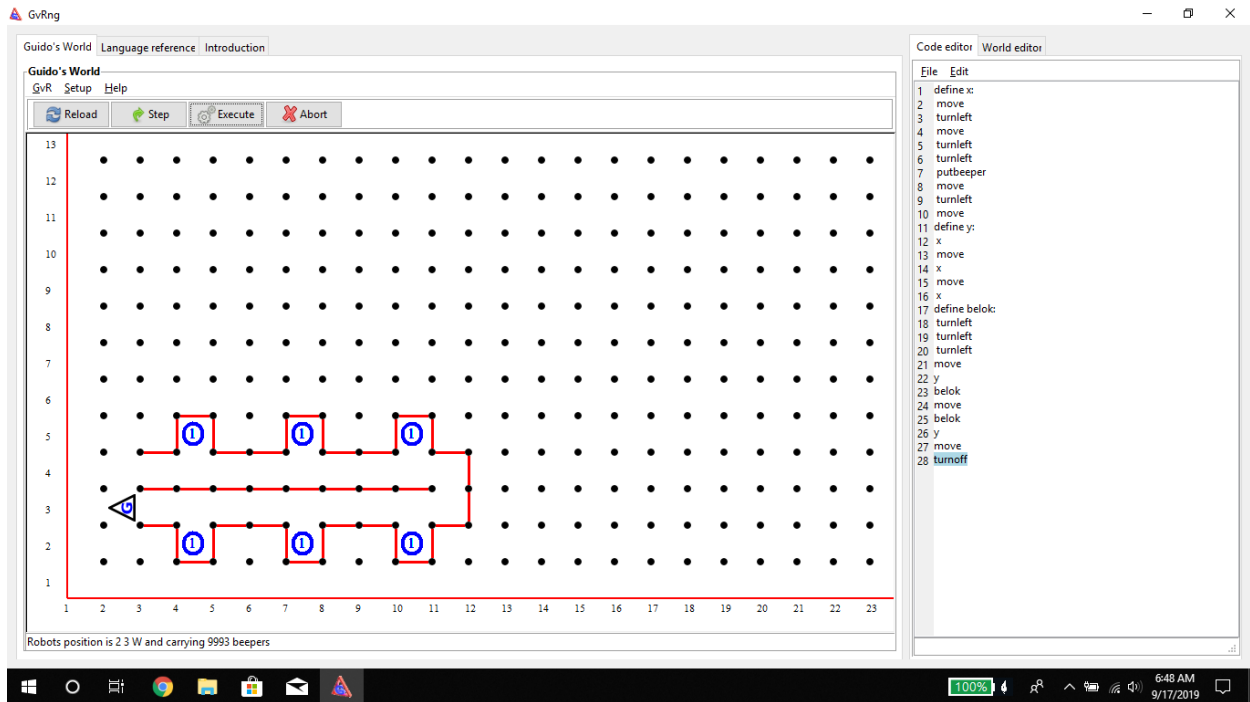 GvRng
Guido's World Language reference Introduction
Guido's World
GvR Setup Help
Reload Step Execute Abort
13
12
11
10
9
8
7
6
5
4
3
2
1
1 1 1
G
1 1 1
1 2 3 4 5 6 7 8 9 10 11 12 13 14 15 16 17 18 19 20 21 22 23
Robots position is 2 3 W and carrying 9993 beepers
Code editor World editor
File Edit
1 define x:
2 move
3 turnleft
4 move
5 turnleft
6 turnleft
7 putbeeper
8 move
9 turnleft
10 move
11 define y:
12 x
13 move
14 x
15 move
16 x
17 define belok:
18 turnleft
19 turnleft
20 turnleft
21 move
22 y
23 belok
24 move
25 belok
26 y
27 move
28 turnoff
100%
6:48 AM
9/17/2019